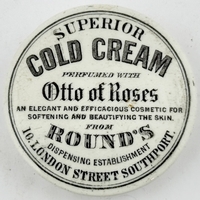 SUPERIOR
COLD CREAM
PERFUMED WITH
Otto of Roses
AN ELEGANT AND EFFICACIOUS COSMETIC FOR
SOFTENING AND BEAUTIFYING THE SKIN.
FROM
ROUND'S
DISPENSING ESTABLISHMENT
10, LONDON STREET SOUTHPORT.